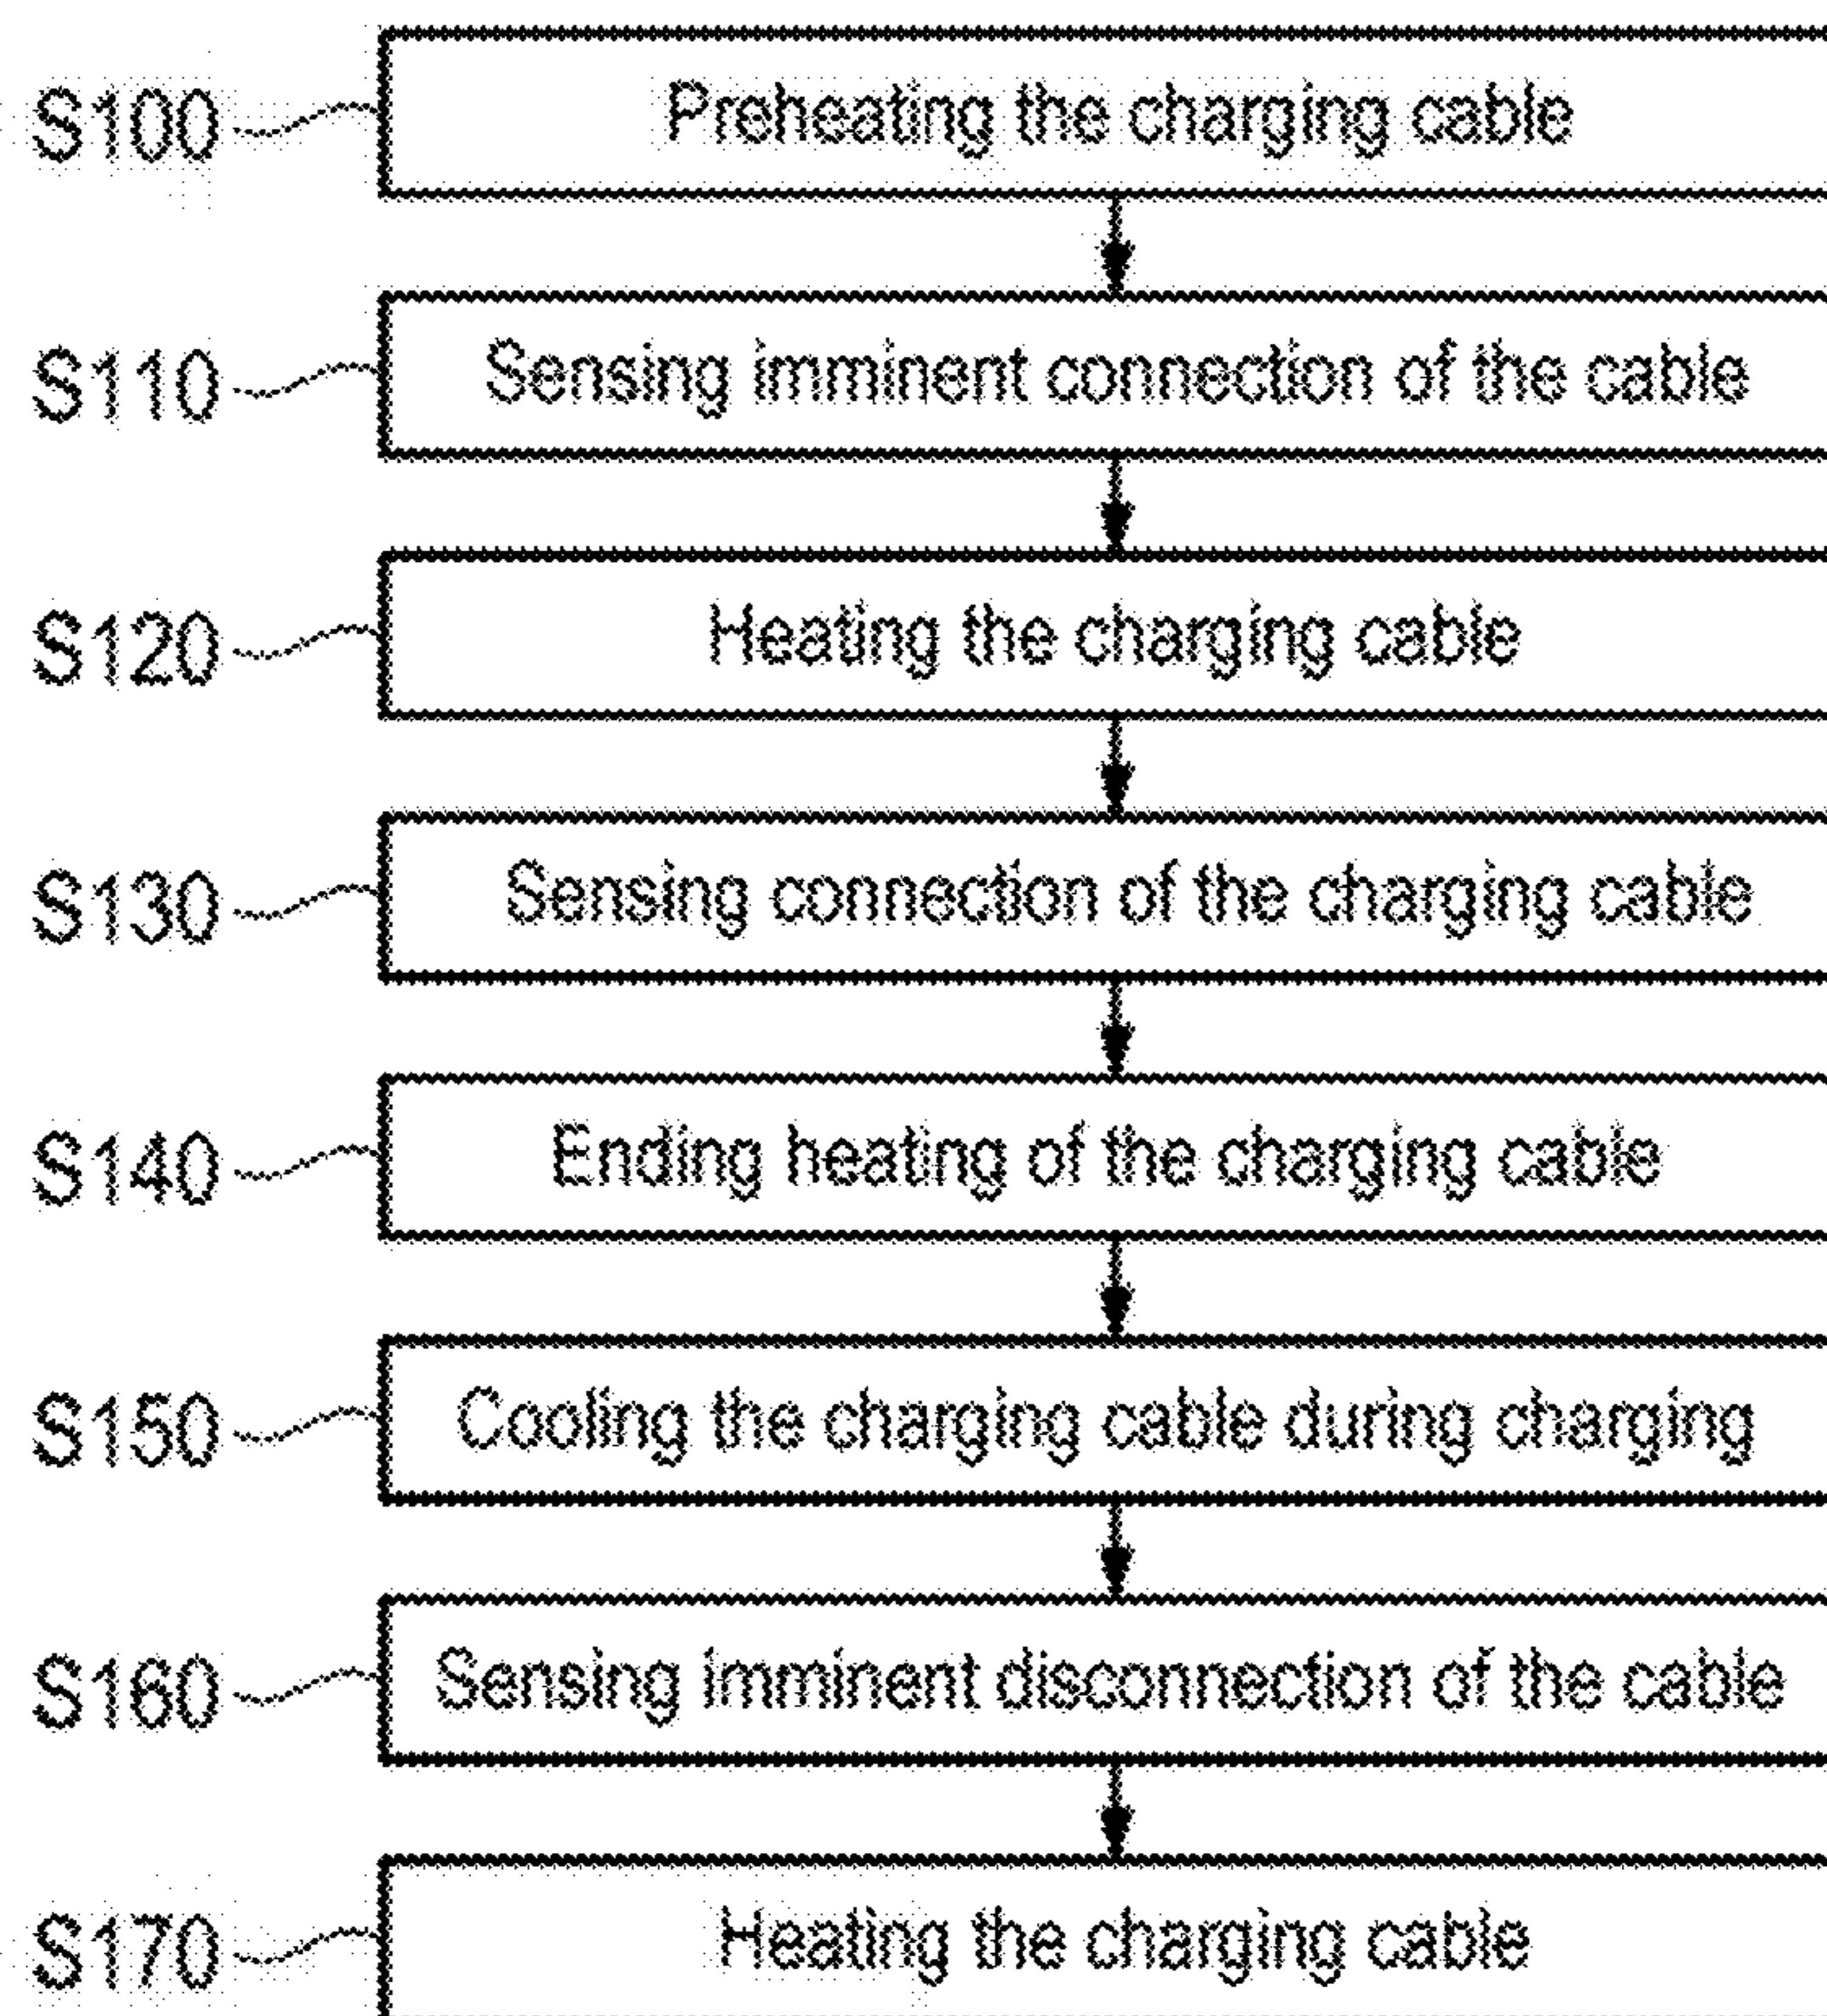 S100 Preheating the charging cable
S110 Sensing imminent connection of the cable
S120 Heating the charging cable
S130 Sensing connection of the charging cable
S140 Ending heating of the charging cable
S150 Cooling the charging cable during charging
S160 Sensing imminent disconnection of the cable
S170 Heating the charging cable